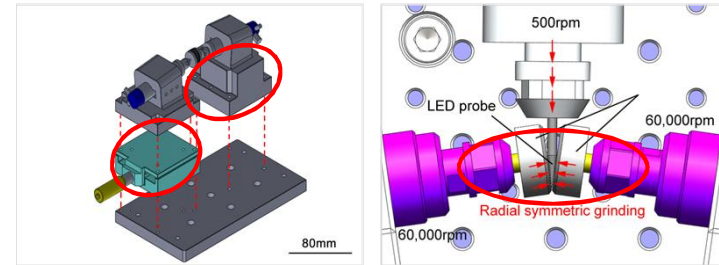 80mm
500rpm
LED probe
60,000rpm
Radial symmetric grinding
60,000rpm